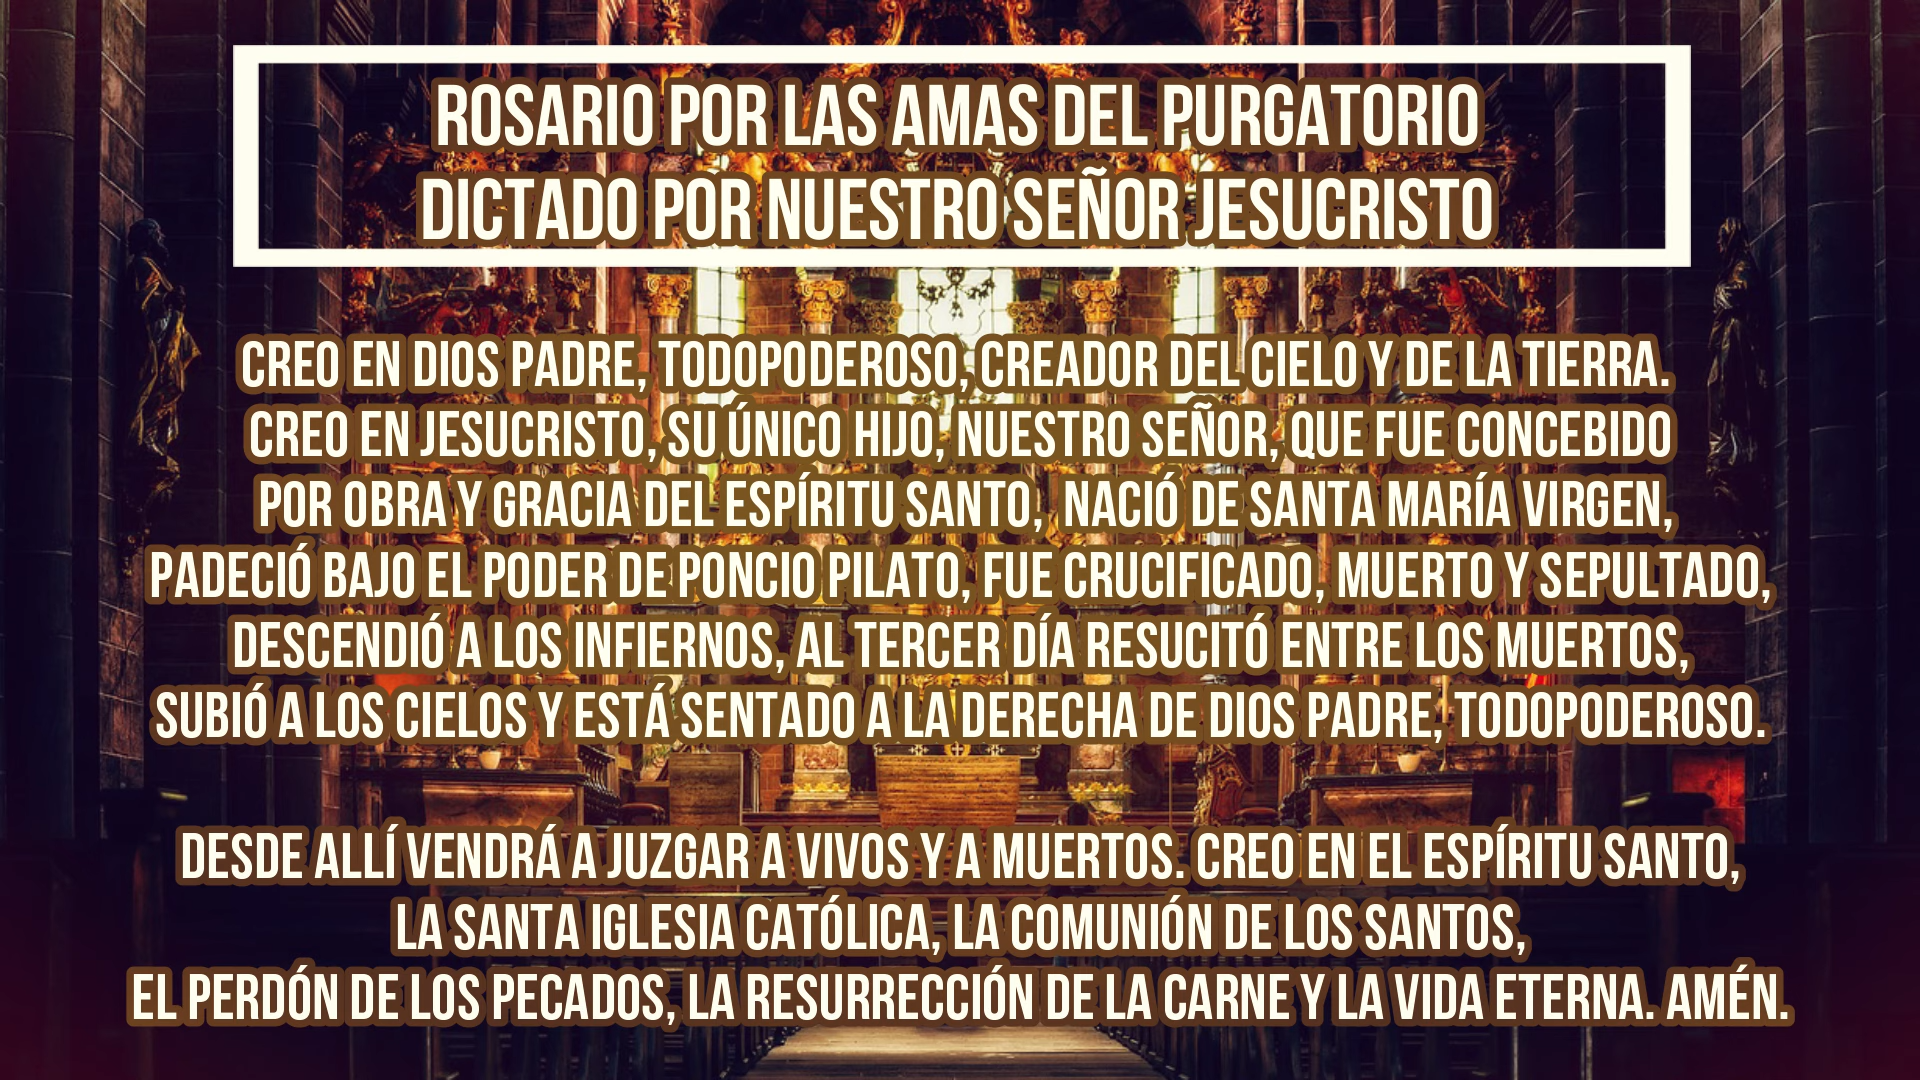 ROSARIO POR LAS AMAS DEL PURGATORIO
DICTADO POR NUESTRO SEÑOR JESUCRISTO
CREO EN DIOS PADRE, TODOPODEROSO, CREADOR DEL CIELO Y DE LA TIERRA.
CREO EN JESUCRISTO, SU ÚNICO HIJO, NUESTRO SEÑOR, QUE FUE CONCEBIDO
POR OBRA Y GRACIA DEL ESPÍRITU SANTO, NACIÓ DE SANTA MARÍA VIRGEN,
PADECIÓ BAJO EL PODER DE PONCIO PILATO, FUE CRUCIFICADO, MUERTO Y SEPULTADO,
DESCENDIÓ A LOS INFIERNOS, AL TERCER DÍA RESUCITÓ ENTRE LOS MUERTOS,
SUBIÓ A LOS CIELOS Y ESTÁ SENTADO A LA DERECHA DE DIOS PADRE, TODOPODEROSO.
DESDE ALLÍ VENDRÁ A JUZGAR A VIVOS Y A MUERTOS. CREO EN EL ESPÍRITU SANTO,
LA SANTA IGLESIA CATÓLICA, LA COMUNIÓN DE LOS SANTOS,
EL PERDÓN DE LOS PECADOS, LA RESURRECCIÓN DE LA CARNE Y LA VIDA ETERNA. AMÉN.